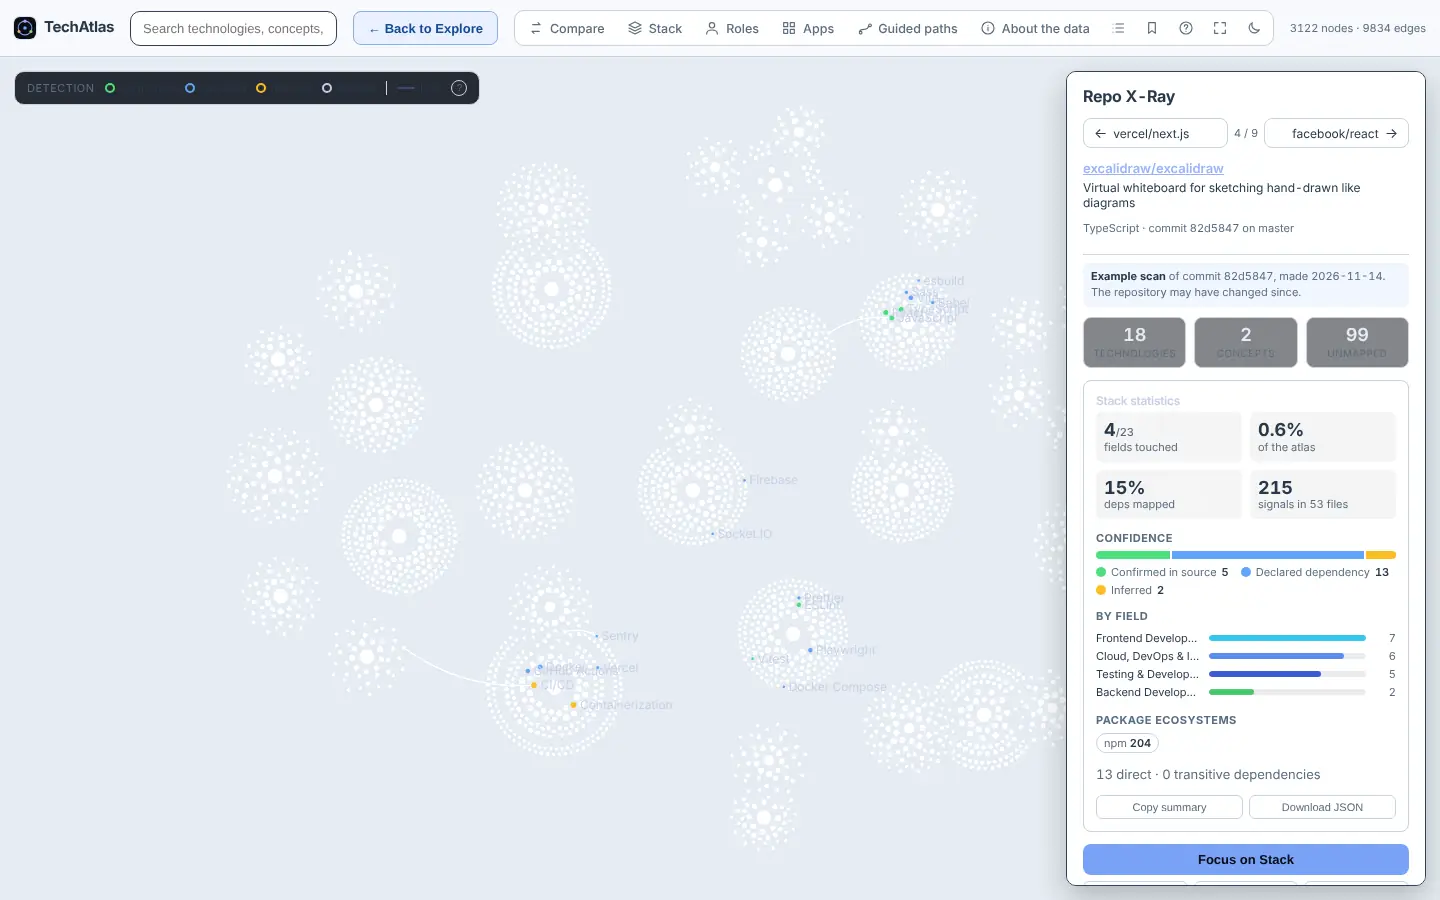 TechAtlas
Search technologies, concepts,
← Back to Explore
Compare
Stack
Roles
Apps
Guided paths
About the data
3122 nodes · 9834 edges
DETECTION
?
Repo X-Ray
← vercel/next.js
4 / 9
facebook/react →
excalidraw/excalidraw
Virtual whiteboard for sketching hand-drawn like
diagrams
TypeScript · commit 82d5847 on master
Example scan of commit 82d5847, made 2026-11-14.
The repository may have changed since.
18
TECHNOLOGIES
2
CONCEPTS
99
UNMAPPED
Stack statistics
4/23
fields touched
0.6%
of the atlas
15%
deps mapped
215
signals in 53 files
CONFIDENCE
Confirmed in source 5
Declared dependency 13
Inferred 2
BY FIELD
Frontend Develop... 7
Cloud, DevOps & I... 6
Testing & Develop... 5
Backend Develop... 2
PACKAGE ECOSYSTEMS
npm 204
13 direct · 0 transitive dependencies
Copy summary
Download JSON
Focus on Stack
esbuild
Babel
TypeScript
JavaScript
Firebase
Socket.IO
Prettier
ESLint
Sentry
Playwright
Vitest
Docker
Vercel
GitHub Actions
CI/CD
Docker Compose
Containerization